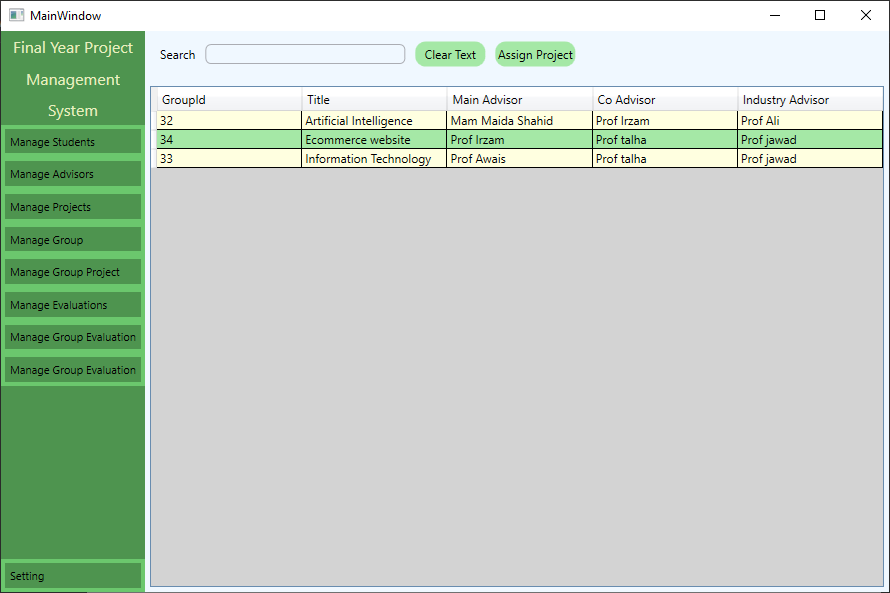 MainWindow
Final Year Project
Management
System
Manage Students
Manage Advisors
Manage Projects
Manage Group
Manage Group Project
Manage Evaluations
Manage Group Evaluation
Manage Group Evaluation
Setting
Search Clear Text Assign Project
GroupId Title Main Advisor Co Advisor Industry Advisor
32 Artificial Intelligence Mam Maida Shahid Prof Irzam Prof Ali
34 Ecommerce website Prof Irzam Prof talha Prof jawad
33 Information Technology Prof Awais Prof talha Prof jawad